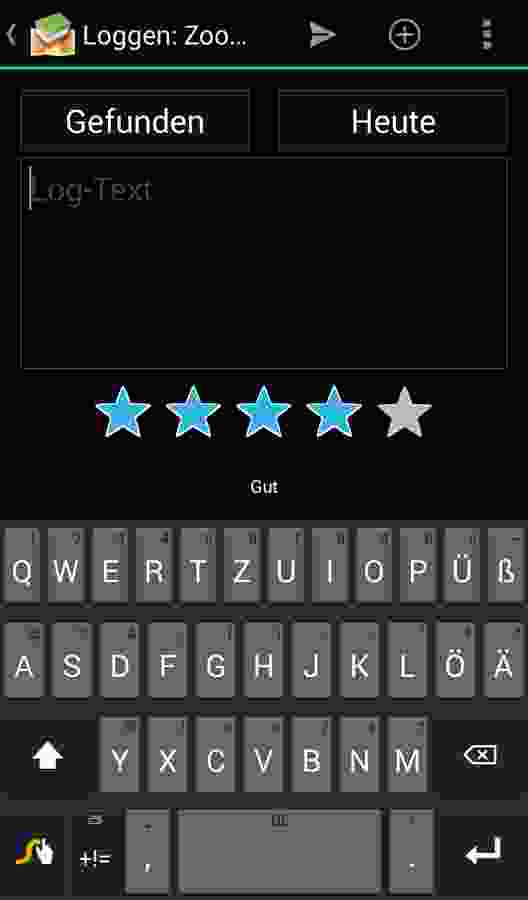 Loggen: Zoo...
Gefunden Heute
Log-Text
Gut
Q W E R T Z U I O P Ü ß
A S D F G H J K L Ö Ä
Y X C V B N M
+!= , .